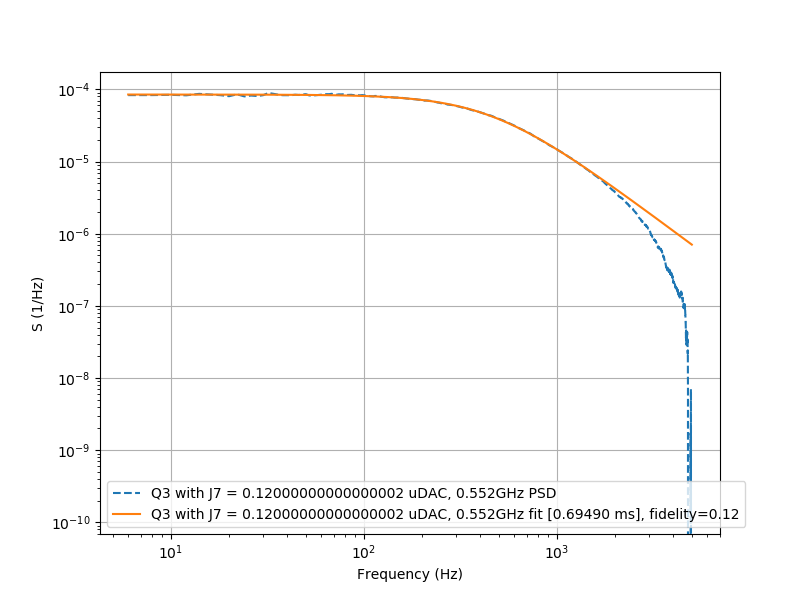 10⁻⁴
10⁻⁵
10⁻⁶
10⁻⁷
10⁻⁸
10⁻⁹
10⁻¹⁰
S (1/Hz)
Q3 with J7 = 0.12000000000000002 uDAC, 0.552GHz PSD
Q3 with J7 = 0.12000000000000002 uDAC, 0.552GHz fit [0.69490 ms], fidelity=0.12
10¹ 10² 10³
Frequency (Hz)